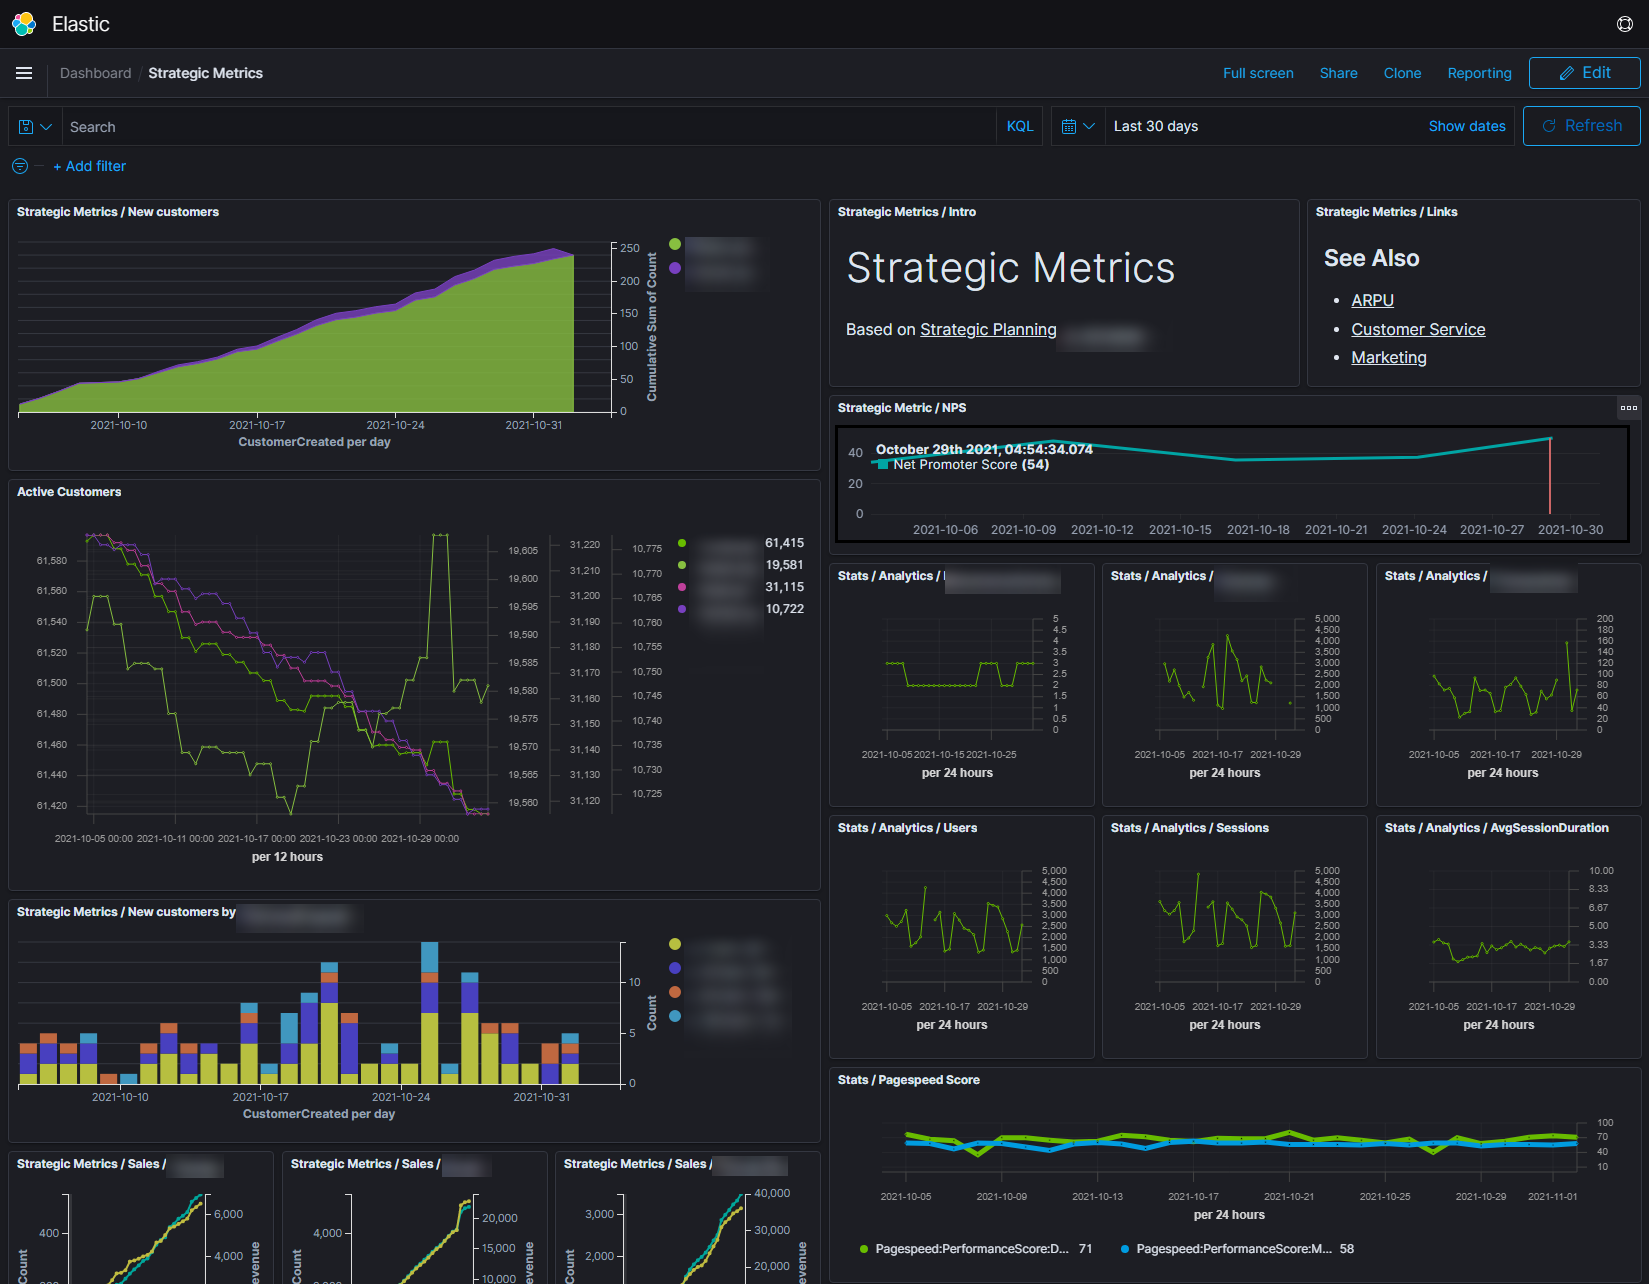 Elastic
Dashboard / Strategic Metrics
Full screen Share Clone Reporting Edit
Search KQL Last 30 days Show dates Refresh
+ Add filter
Strategic Metrics / New customers
250
200
150
100
50
0
Cumulative Sum of Count
2021-10-10 2021-10-17 2021-10-24 2021-10-31
CustomerCreated per day
Strategic Metrics / Intro
Strategic Metrics
Based on Strategic Planning
Strategic Metrics / Links
See Also
• ARPU
• Customer Service
• Marketing
Strategic Metric / NPS
October 29th 2021, 04:54:34.074
Net Promoter Score (54)
40
20
0
2021-10-06 2021-10-09 2021-10-12 2021-10-15 2021-10-18 2021-10-21 2021-10-24 2021-10-27 2021-10-30
Active Customers
61,580
61,560
61,540
61,520
61,500
61,480
61,460
61,440
61,420
19,605
19,600
19,595
19,590
19,585
19,580
19,575
19,570
19,565
19,560
31,220
31,210
31,200
31,190
31,180
31,170
31,160
31,150
31,140
31,130
31,120
10,775
10,770
10,765
10,760
10,755
10,750
10,745
10,740
10,735
10,730
10,725
61,415
19,581
31,115
10,722
2021-10-05 00:00 2021-10-11 00:00 2021-10-17 00:00 2021-10-23 00:00 2021-10-29 00:00
per 12 hours
Stats / Analytics /
5
4.5
4
3.5
3
2.5
2
1.5
1
0.5
0
2021-10-05 2021-10-15 2021-10-25
per 24 hours
Stats / Analytics /
5,000
4,500
4,000
3,500
3,000
2,500
2,000
1,500
1,000
500
0
2021-10-05 2021-10-17 2021-10-29
per 24 hours
Stats / Analytics /
200
180
160
140
120
100
80
60
40
20
0
2021-10-05 2021-10-17 2021-10-29
per 24 hours
Stats / Analytics / Users
5,000
4,500
4,000
3,500
3,000
2,500
2,000
1,500
1,000
500
0
2021-10-05 2021-10-17 2021-10-29
per 24 hours
Stats / Analytics / Sessions
5,000
4,500
4,000
3,500
3,000
2,500
2,000
1,500
1,000
500
0
2021-10-05 2021-10-17 2021-10-29
per 24 hours
Stats / Analytics / AvgSessionDuration
10.00
8.33
6.67
5.00
3.33
1.67
0.00
2021-10-05 2021-10-17 2021-10-29
per 24 hours
Strategic Metrics / New customers by
10
5
0
Count
2021-10-10 2021-10-17 2021-10-24 2021-10-31
CustomerCreated per day
Stats / Pagespeed Score
100
70
40
10
2021-10-05 2021-10-09 2021-10-13 2021-10-17 2021-10-21 2021-10-25 2021-10-29 2021-11-01
per 24 hours
Pagespeed:PerformanceScore:D... 71 Pagespeed:PerformanceScore:M... 58
Strategic Metrics / Sales /
400
Count
6,000
4,000
evenue
Strategic Metrics / Sales /
4,000
Count
20,000
15,000
10,000
evenue
Strategic Metrics / Sales /
3,000
2,000
Count
40,000
30,000
20,000
evenue